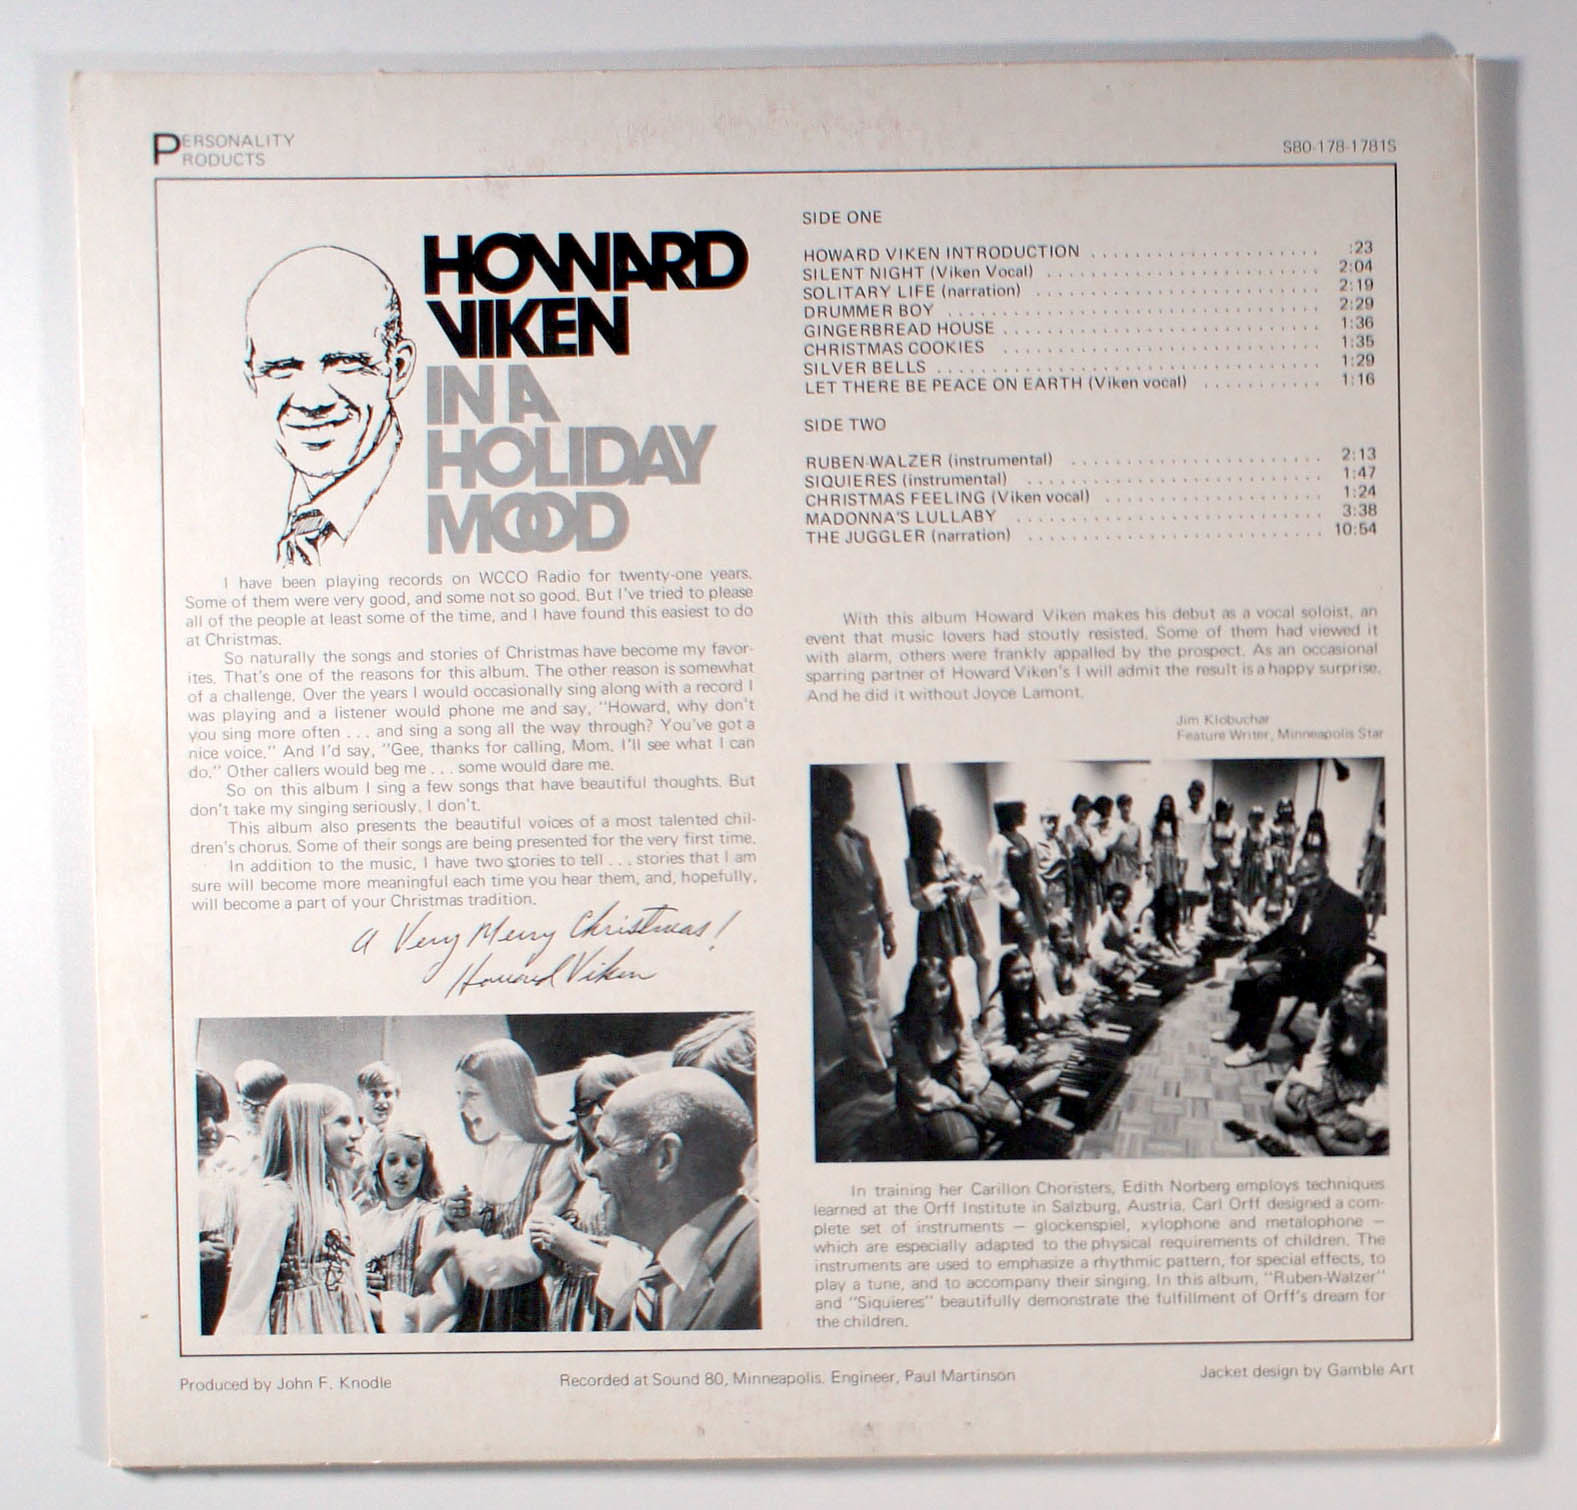 PERSONALITY
PRODUCTS
S80-178-1781S
HOWARD
VIKEN
IN A
HOLIDAY
MOOD
I have been playing records on WCCO Radio for twenty-one years.
Some of them were very good, and some not so good. But I've tried to please
all of the people at least some of the time, and I have found this easiest to do
at Christmas.
So naturally the songs and stories of Christmas have become my favor-
ites. That's one of the reasons for this album. The other reason is somewhat
of a challenge. Over the years I would occasionally sing along with a record I
was playing and a listener would phone me and say, "Howard, why don't
you sing more often . . . and sing a song all the way through? You've got a
nice voice." And I'd say, "Gee, thanks for calling, Mom. I'll see what I can
do." Other callers would beg me . . . some would dare me.
So on this album I sing a few songs that have beautiful thoughts. But
don't take my singing seriously. I don't.
This album also presents the beautiful voices of a most talented chil-
dren's chorus. Some of their songs are being presented for the very first time.
In addition to the music, I have two stories to tell . . . stories that I am
sure will become more meaningful each time you hear them, and, hopefully,
will become a part of your Christmas tradition.
A Very Merry Christmas!
Howard Viken
SIDE ONE
HOWARD VIKEN INTRODUCTION . . . . . . . . . . . . . . . . . . . . . :23
SILENT NIGHT (Viken Vocal) . . . . . . . . . . . . . . . . . . . . . . . . 2:04
SOLITARY LIFE (narration) . . . . . . . . . . . . . . . . . . . . . . . . . 2:19
DRUMMER BOY . . . . . . . . . . . . . . . . . . . . . . . . . . . . . . . . . 2:29
GINGERBREAD HOUSE . . . . . . . . . . . . . . . . . . . . . . . . . . . . 1:36
CHRISTMAS COOKIES . . . . . . . . . . . . . . . . . . . . . . . . . . . . 1:35
SILVER BELLS . . . . . . . . . . . . . . . . . . . . . . . . . . . . . . . . . . 1:29
LET THERE BE PEACE ON EARTH (Viken vocal) . . . . . . . . . . . 1:16
SIDE TWO
RUBEN-WALZER (instrumental) . . . . . . . . . . . . . . . . . . . . . . 2:13
SIQUIERES (instrumental) . . . . . . . . . . . . . . . . . . . . . . . . . . 1:47
CHRISTMAS FEELING (Viken vocal) . . . . . . . . . . . . . . . . . . . 1:24
MADONNA'S LULLABY . . . . . . . . . . . . . . . . . . . . . . . . . . . 3:38
THE JUGGLER (narration) . . . . . . . . . . . . . . . . . . . . . . . . . . 10:54
With this album Howard Viken makes his debut as a vocal soloist, an
event that music lovers had stoutly resisted. Some of them had viewed it
with alarm, others were frankly appalled by the prospect. As an occasional
sparring partner of Howard Viken's I will admit the result is a happy surprise.
And he did it without Joyce Lamont.
Jim Klobuchar
Feature Writer, Minneapolis Star
In training her Carillon Choristers, Edith Norberg employs techniques
learned at the Orff Institute in Salzburg, Austria. Carl Orff designed a com-
plete set of instruments — glockenspiel, xylophone and metalophone —
which are especially adapted to the physical requirements of children. The
instruments are used to emphasize a rhythmic pattern, for special effects, to
play a tune, and to accompany their singing. In this album, "Ruben-Walzer"
and "Siquieres" beautifully demonstrate the fulfillment of Orff's dream for
the children.
Produced by John F. Knodle
Recorded at Sound 80, Minneapolis. Engineer, Paul Martinson
Jacket design by Gamble Art